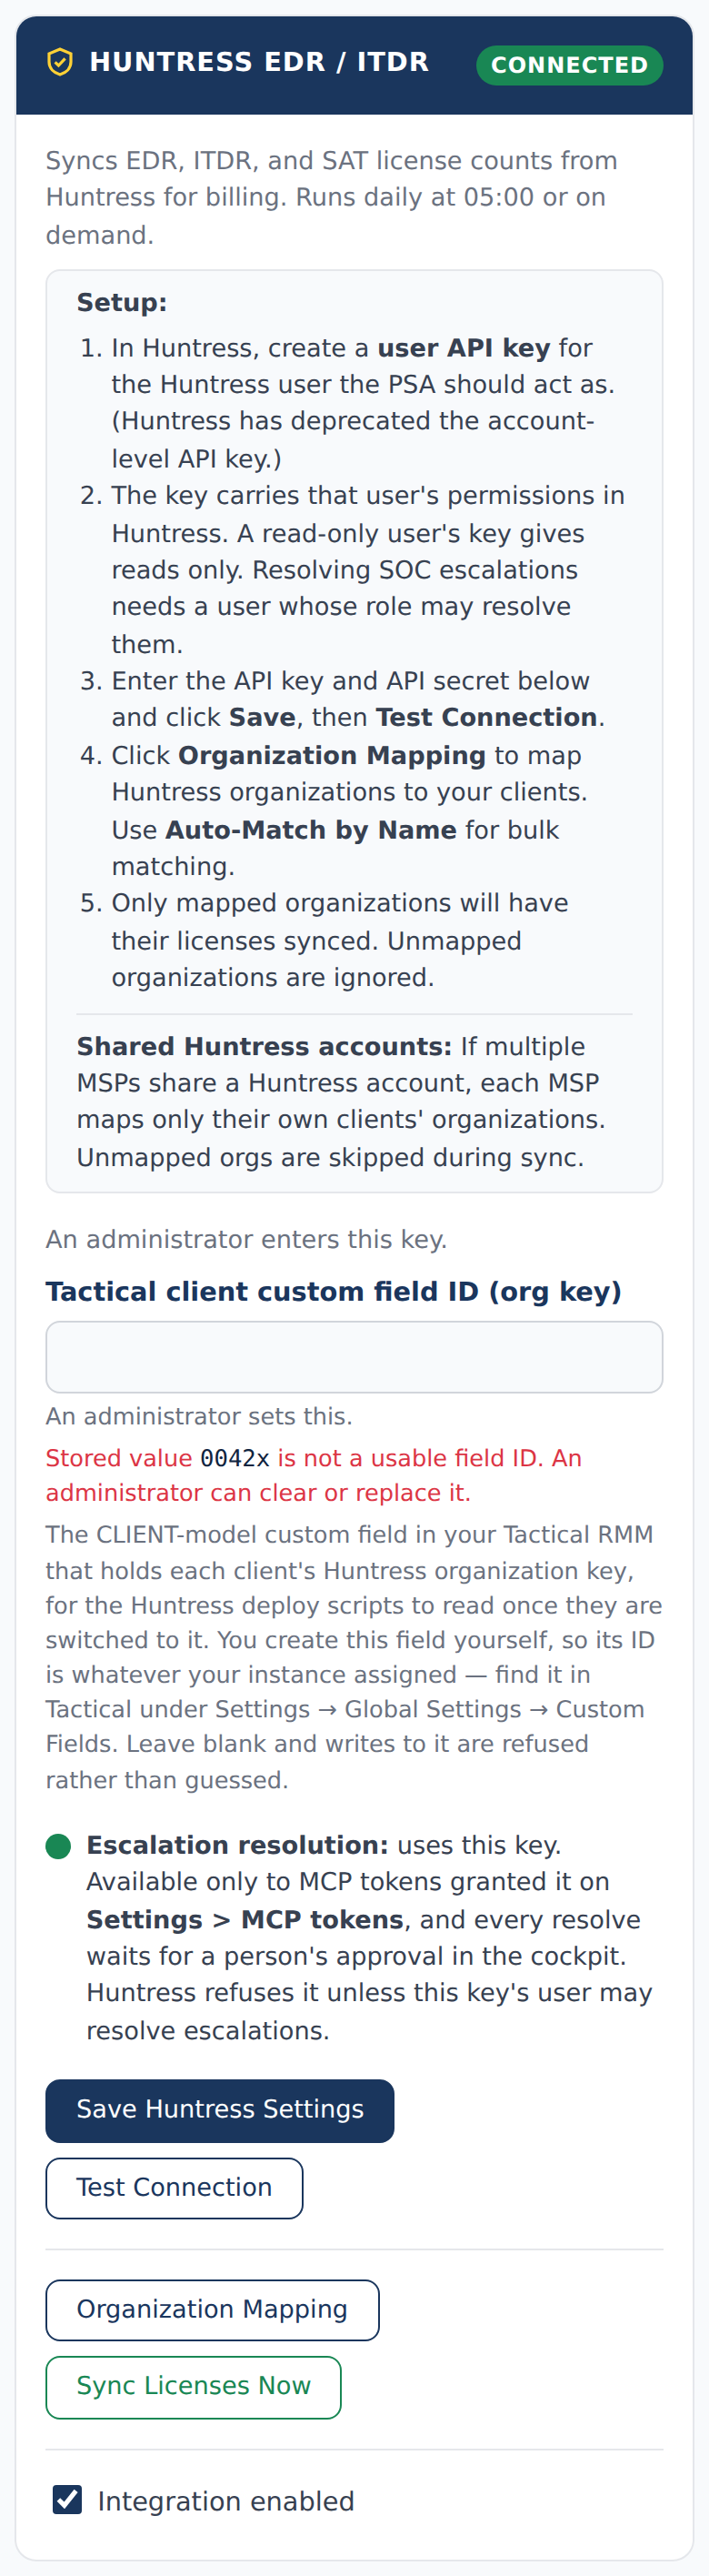 HUNTRESS EDR / ITDR
CONNECTED
Syncs EDR, ITDR, and SAT license counts from
Huntress for billing. Runs daily at 05:00 or on
demand.
Setup:
1. In Huntress, create a user API key for
the Huntress user the PSA should act as.
(Huntress has deprecated the account-
level API key.)
2. The key carries that user's permissions in
Huntress. A read-only user's key gives
reads only. Resolving SOC escalations
needs a user whose role may resolve
them.
3. Enter the API key and API secret below
and click Save, then Test Connection.
4. Click Organization Mapping to map
Huntress organizations to your clients.
Use Auto-Match by Name for bulk
matching.
5. Only mapped organizations will have
their licenses synced. Unmapped
organizations are ignored.
Shared Huntress accounts: If multiple
MSPs share a Huntress account, each MSP
maps only their own clients' organizations.
Unmapped orgs are skipped during sync.
An administrator enters this key.
Tactical client custom field ID (org key)
An administrator sets this.
Stored value 0042x is not a usable field ID. An
administrator can clear or replace it.
The CLIENT-model custom field in your Tactical RMM
that holds each client's Huntress organization key,
for the Huntress deploy scripts to read once they are
switched to it. You create this field yourself, so its ID
is whatever your instance assigned — find it in
Tactical under Settings → Global Settings → Custom
Fields. Leave blank and writes to it are refused
rather than guessed.
Escalation resolution: uses this key.
Available only to MCP tokens granted it on
Settings > MCP tokens, and every resolve
waits for a person's approval in the cockpit.
Huntress refuses it unless this key's user may
resolve escalations.
Save Huntress Settings
Test Connection
Organization Mapping
Sync Licenses Now
Integration enabled